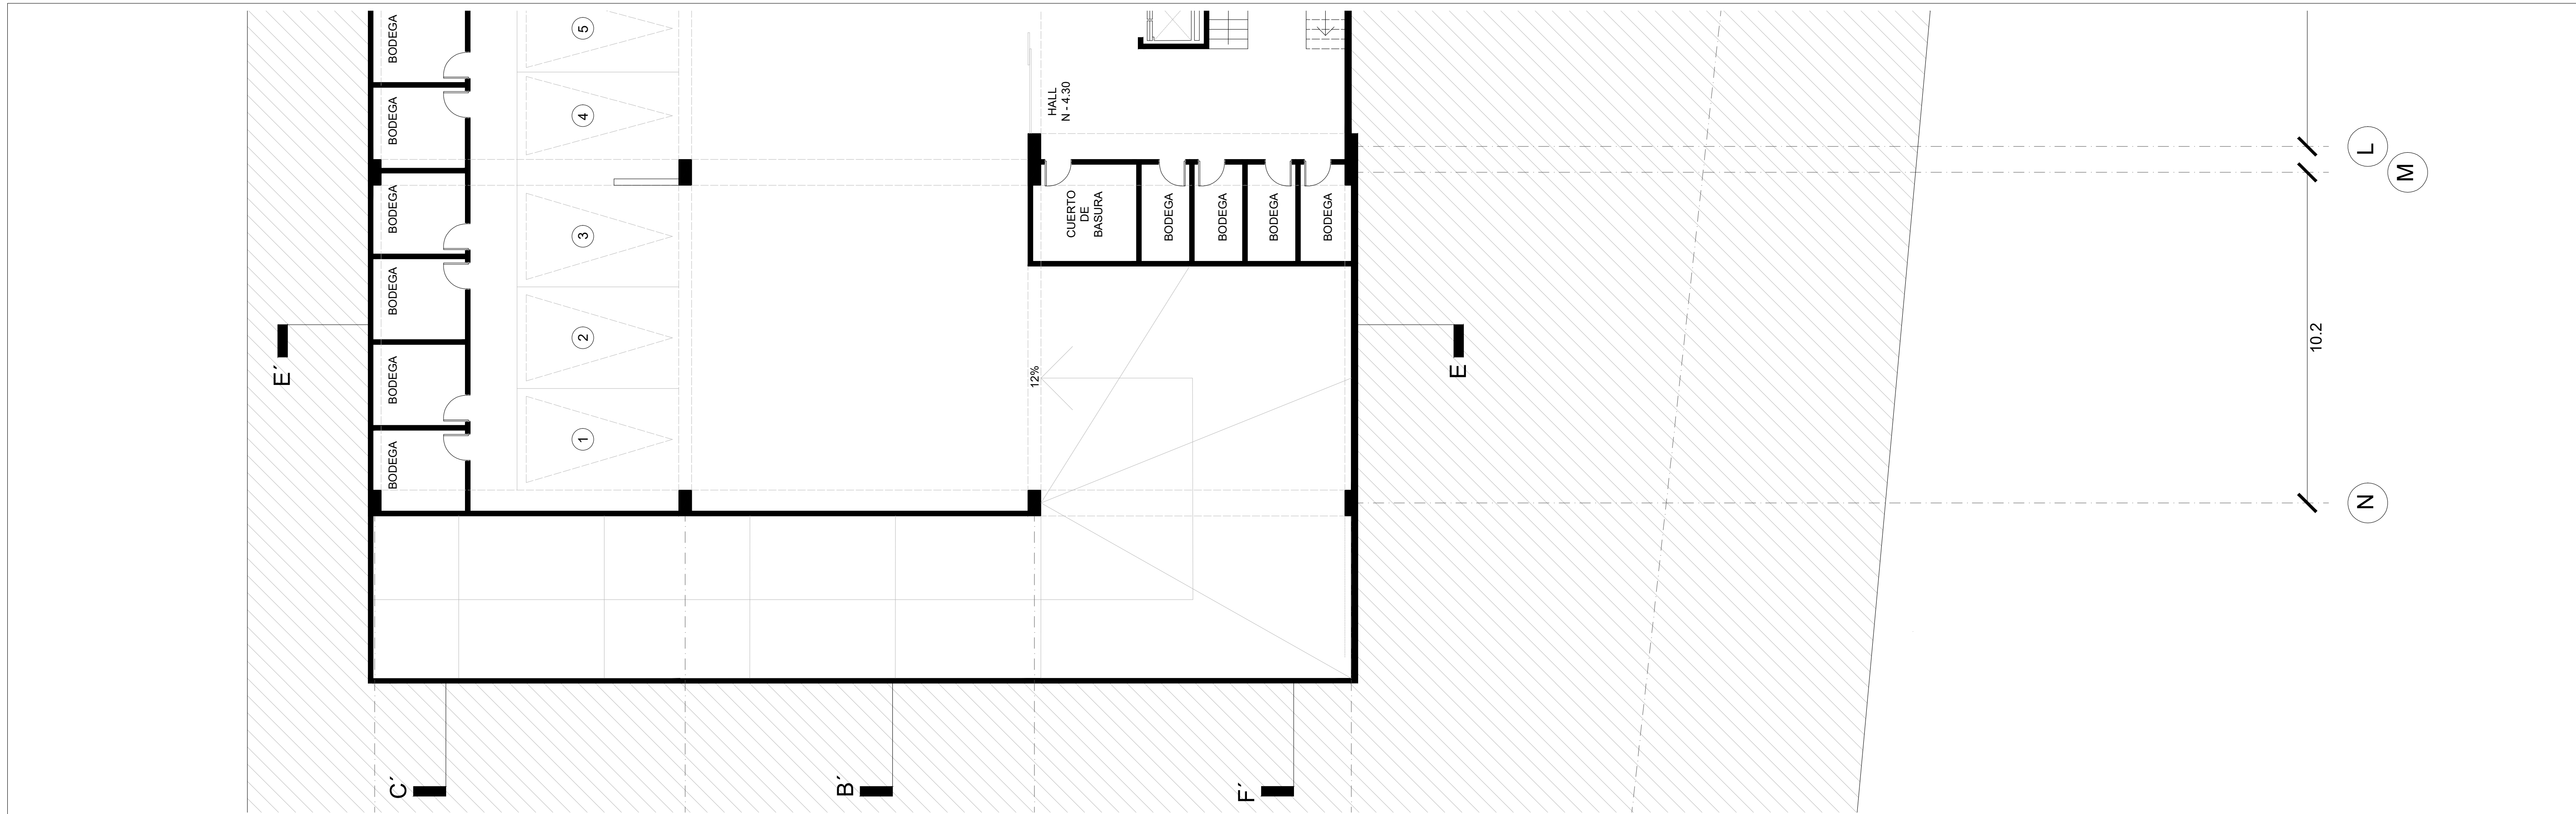 BODEGA
5
BODEGA
4
HALL
N - 4.30
L
M
BODEGA
3
CUERTO
DE
BASURA
BODEGA
BODEGA
BODEGA
BODEGA
BODEGA
2
12%
E´
E
10.2
BODEGA
1
BODEGA
N
C´
B´
F´